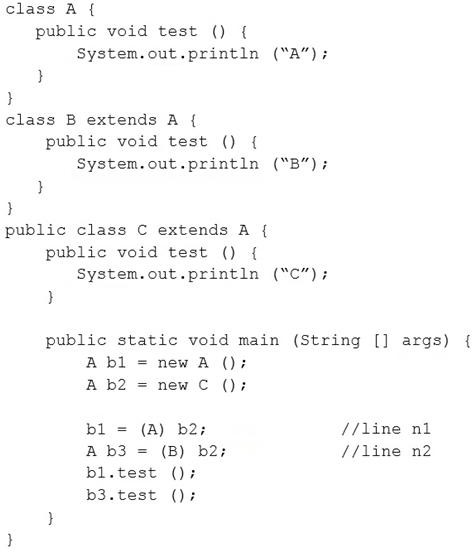 class A {
public void test () {
System.out.println (“A”);
}
}
class B extends A {
public void test () {
System.out.println (“B”);
}
}
public class C extends A {
public void test () {
System.out.println (“C”);
}
public static void main (String [] args) {
A b1 = new A ();
A b2 = new C ();
b1 = (A) b2; //line n1
A b3 = (B) b2; //line n2
b1.test ();
b3.test ();
}
}